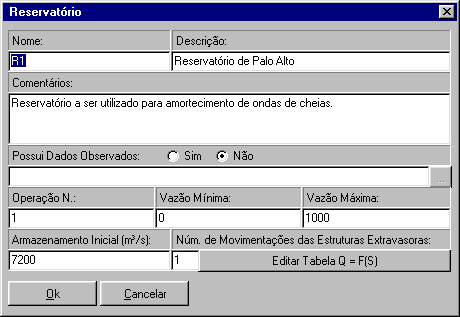 Reservatório
Nome: Descrição:
R1 Reservatório de Palo Alto
Comentários:
Reservatório a ser utilizado para amortecimento de ondas de cheias.
Possui Dados Observados: Sim Não
...
Operação N.: Vazão Mínima: Vazão Máxima:
1 0 1000
Armazenamento Inicial (m³/s): Núm. de Movimentações das Estruturas Extravasoras:
7200 1 Editar Tabela Q = F(S)
Ok Cancelar